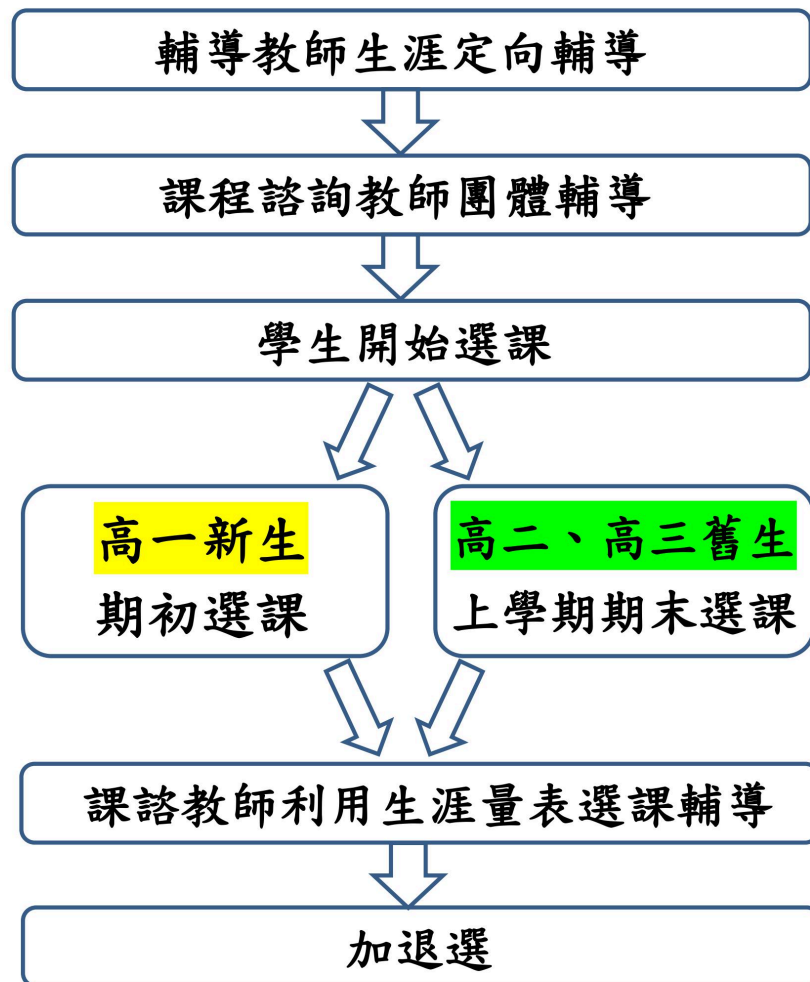 輔導教師生涯定向輔導
課程諮詢教師團體輔導
學生開始選課
高一新生
期初選課
高二、高三舊生
上學期期末選課
課諮教師利用生涯量表選課輔導
加退選